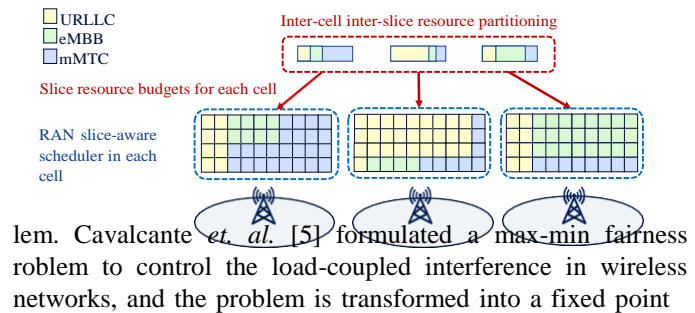 URLLC
eMBB
mMTC
Inter-cell inter-slice resource partitioning
Slice resource budgets for each cell
RAN slice-aware
scheduler in each
cell
lem. Cavalcante et. al. [5] formulated a max-min fairness
roblem to control the load-coupled interference in wireless
networks, and the problem is transformed into a fixed point